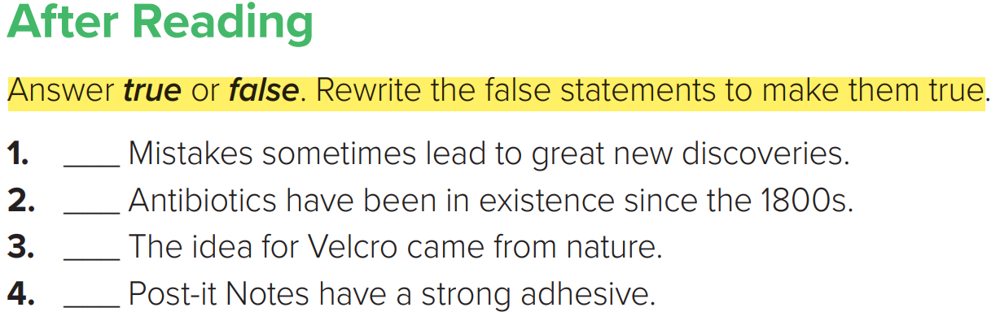 After Reading
Answer true or false. Rewrite the false statements to make them true.
1. ____ Mistakes sometimes lead to great new discoveries.
2. ____ Antibiotics have been in existence since the 1800s.
3. ____ The idea for Velcro came from nature.
4. ____ Post-it Notes have a strong adhesive.